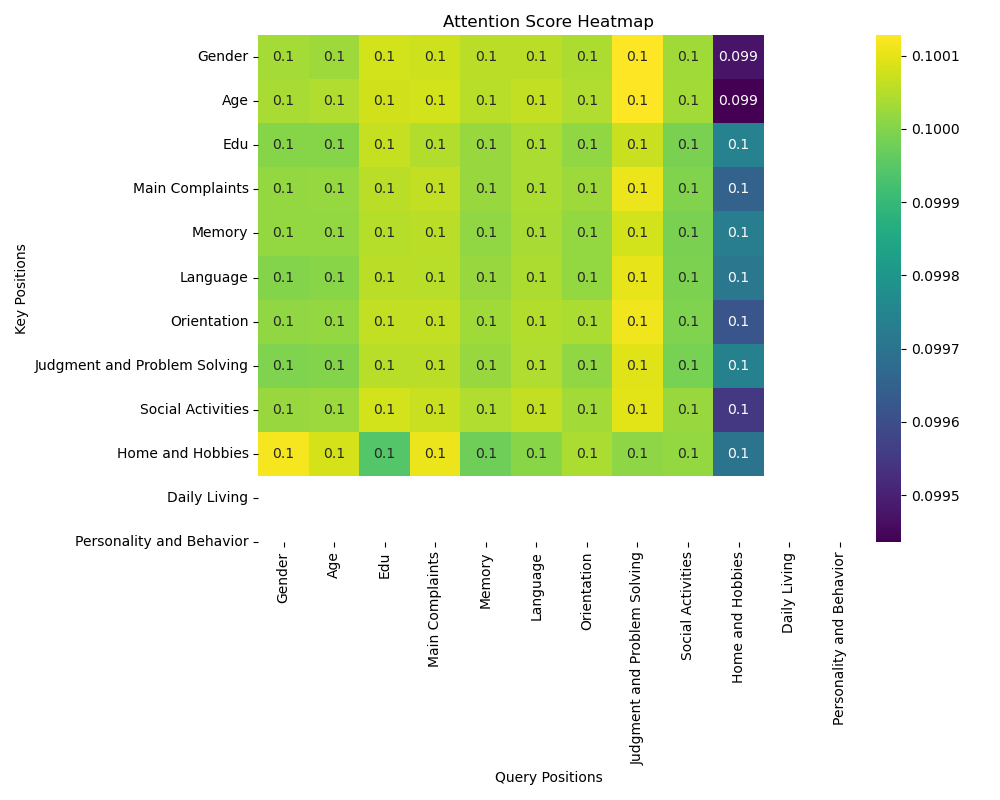 Attention Score Heatmap
Gender 0.1 0.1 0.1 0.1 0.1 0.1 0.1 0.1 0.1 0.099
Age 0.1 0.1 0.1 0.1 0.1 0.1 0.1 0.1 0.1 0.099
Edu 0.1 0.1 0.1 0.1 0.1 0.1 0.1 0.1 0.1 0.1
Main Complaints 0.1 0.1 0.1 0.1 0.1 0.1 0.1 0.1 0.1 0.1
Memory 0.1 0.1 0.1 0.1 0.1 0.1 0.1 0.1 0.1 0.1
Language 0.1 0.1 0.1 0.1 0.1 0.1 0.1 0.1 0.1 0.1
Orientation 0.1 0.1 0.1 0.1 0.1 0.1 0.1 0.1 0.1 0.1
Judgment and Problem Solving 0.1 0.1 0.1 0.1 0.1 0.1 0.1 0.1 0.1 0.1
Social Activities 0.1 0.1 0.1 0.1 0.1 0.1 0.1 0.1 0.1 0.1
Home and Hobbies 0.1 0.1 0.1 0.1 0.1 0.1 0.1 0.1 0.1 0.1
Daily Living
Personality and Behavior
Key Positions
Gender
Age
Edu
Main Complaints
Memory
Language
Orientation
Judgment and Problem Solving
Social Activities
Home and Hobbies
Daily Living
Personality and Behavior
Query Positions
0.1001
0.1000
0.0999
0.0998
0.0997
0.0996
0.0995